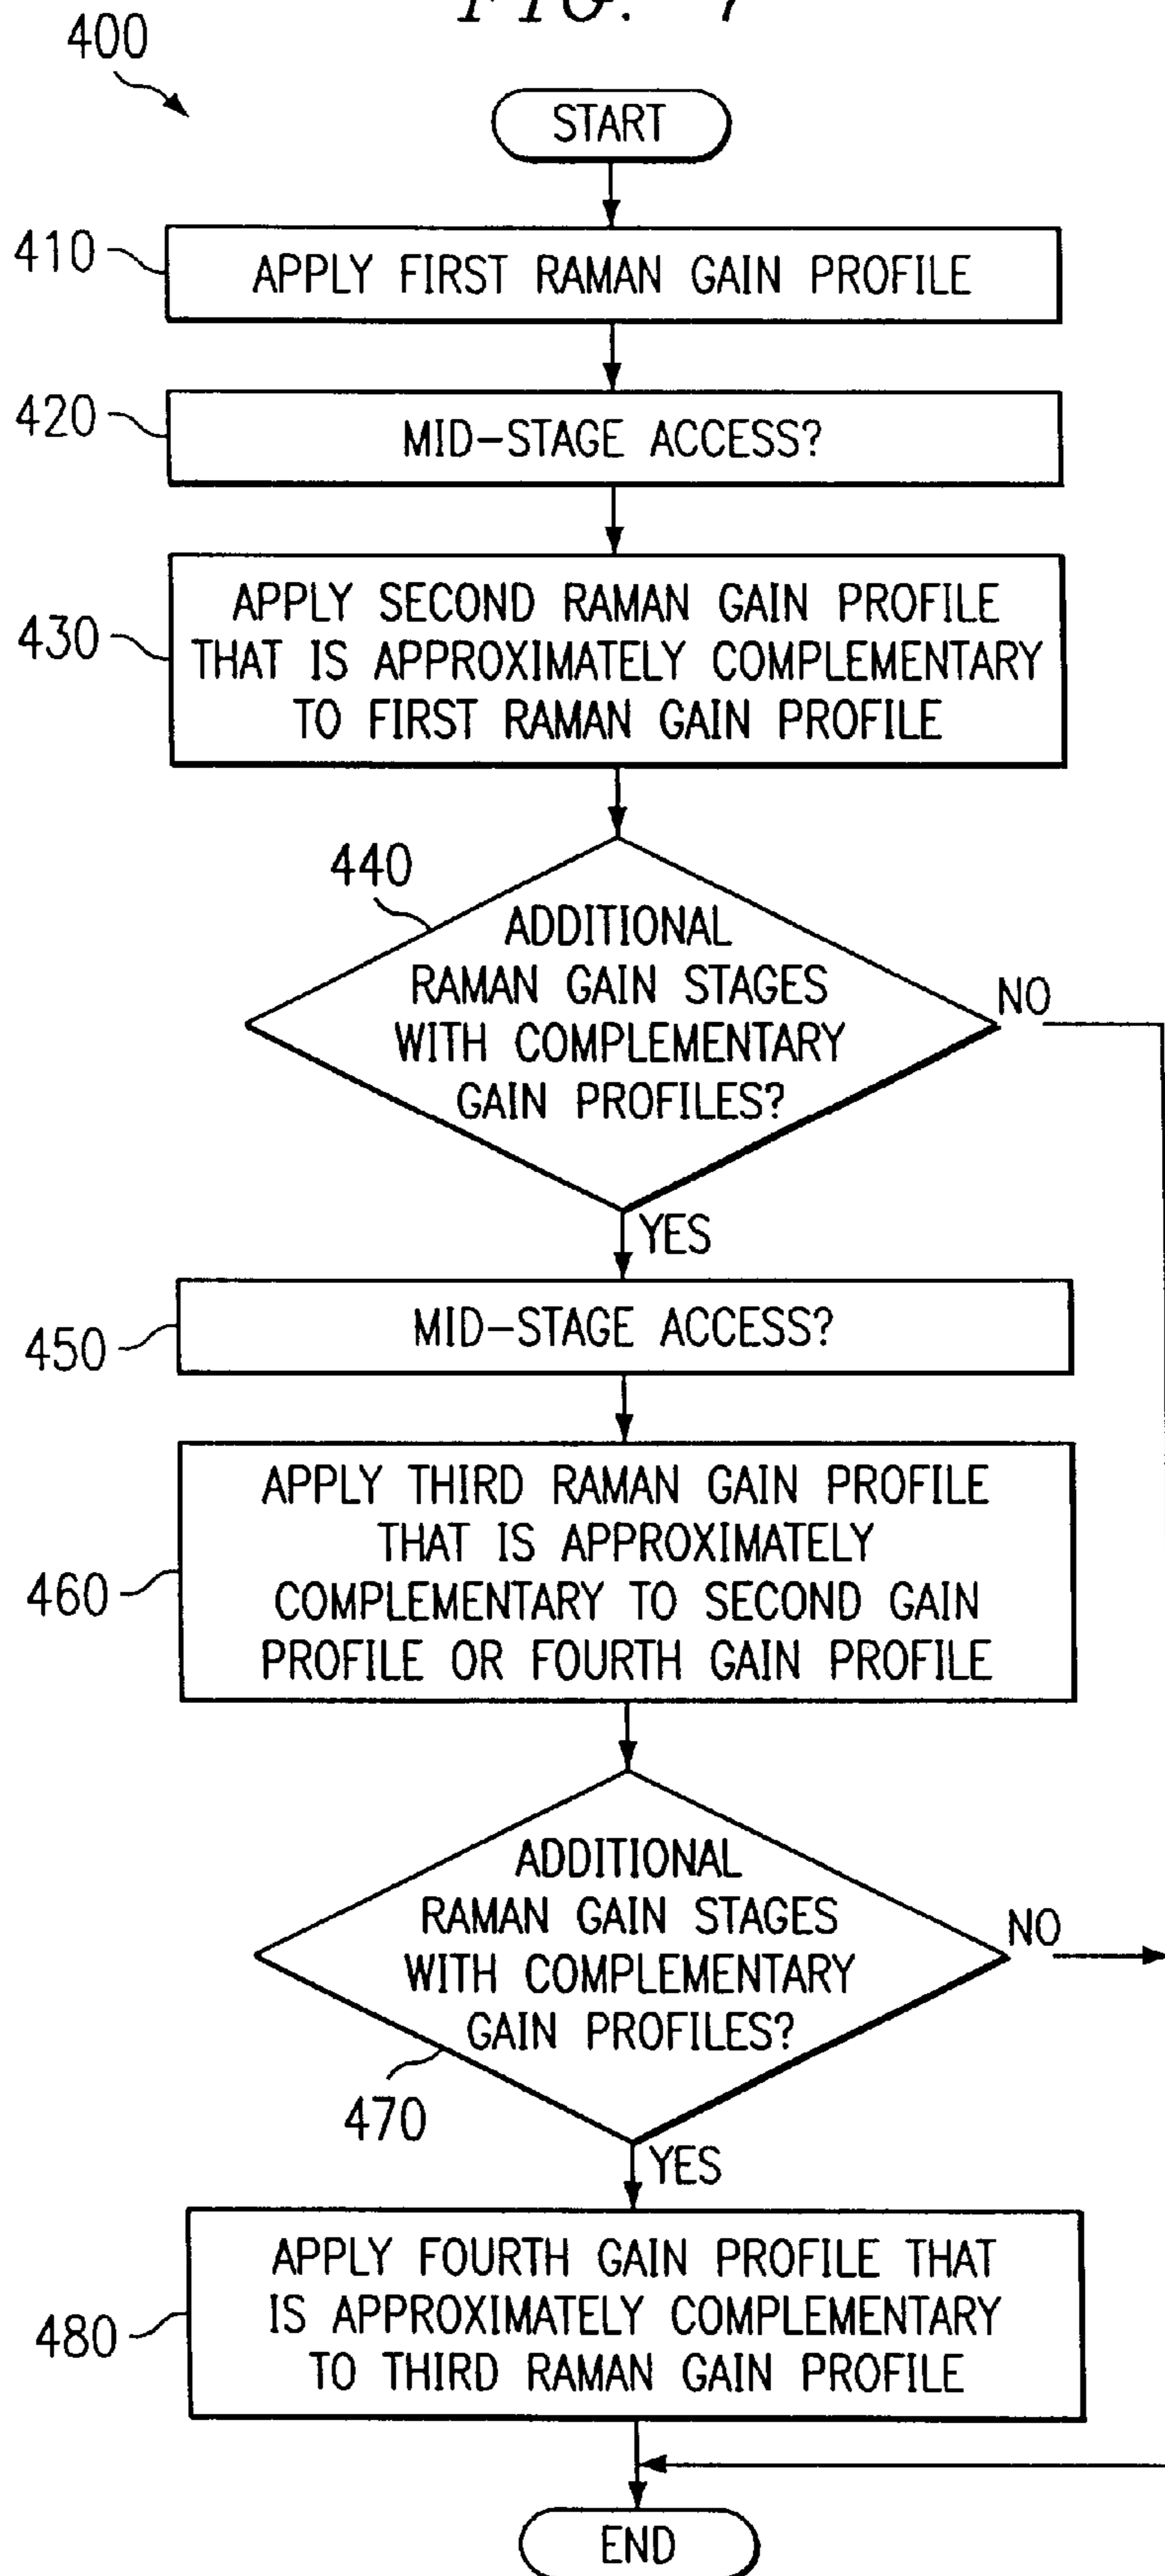 FIG. 7
400
START
410
APPLY FIRST RAMAN GAIN PROFILE
420
MID-STAGE ACCESS?
430
APPLY SECOND RAMAN GAIN PROFILE
THAT IS APPROXIMATELY COMPLEMENTARY
TO FIRST RAMAN GAIN PROFILE
440
ADDITIONAL
RAMAN GAIN STAGES
WITH COMPLEMENTARY
GAIN PROFILES?
NO
YES
450
MID-STAGE ACCESS?
460
APPLY THIRD RAMAN GAIN PROFILE
THAT IS APPROXIMATELY
COMPLEMENTARY TO SECOND GAIN
PROFILE OR FOURTH GAIN PROFILE
ADDITIONAL
RAMAN GAIN STAGES
WITH COMPLEMENTARY
GAIN PROFILES?
NO
470
YES
480
APPLY FOURTH GAIN PROFILE THAT
IS APPROXIMATELY COMPLEMENTARY
TO THIRD RAMAN GAIN PROFILE
END